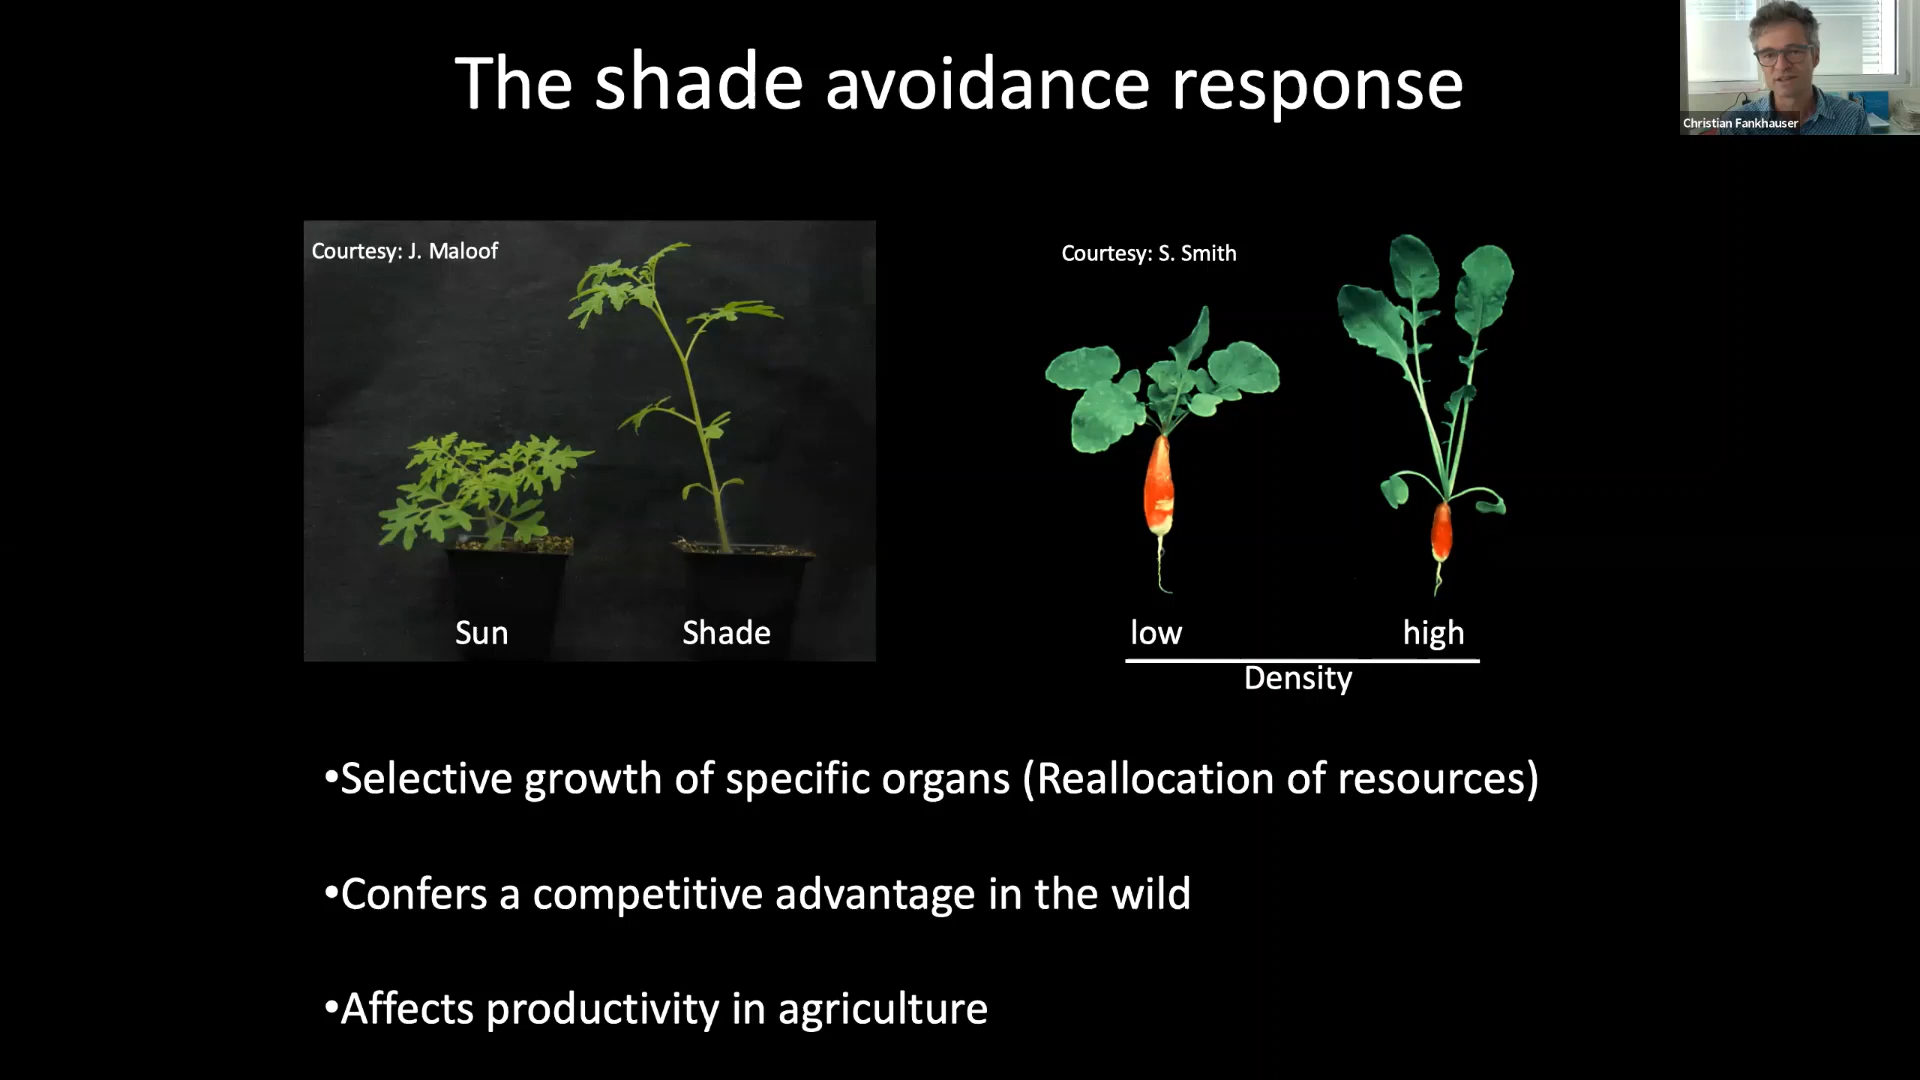 The shade avoidance response
Christian Fankhauser
Courtesy: J. Maloof
Sun
Shade
Courtesy: S. Smith
low
high
Density
•Selective growth of specific organs (Reallocation of resources)
•Confers a competitive advantage in the wild
•Affects productivity in agriculture